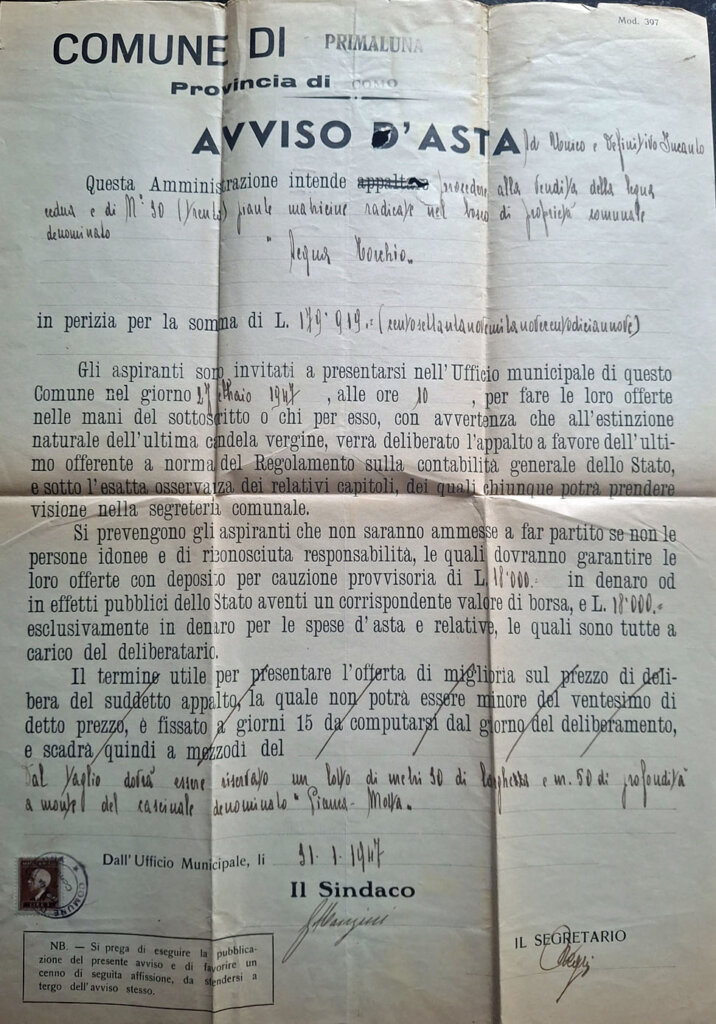 Mod. 397
COMUNE DI PRIMALUNA
Provincia di COMO
AVVISO D'ASTA ad Unico e Definitivo Incanto
Questa Amministrazione intende appaltare procedere alla vendita della legna
cedua e di N° 30 (trenta) piante matricine radicate nel bosco di proprietà comunale
denominato
"
in perizia per la somma di L. 179'919.= (centosettantanovemilanovecentodiciannove)
Gli aspiranti sono invitati a presentarsi nell'Ufficio municipale di questo
Comune nel giorno 1947, alle ore 10, per fare le loro offerte
nelle mani del sottoscritto o chi per esso, con avvertenza che all'estinzione
naturale dell'ultima candela vergine, verrà deliberato l'appalto a favore dell'ulti-
mo offerente a norma del Regolamento sulla contabilità generale dello Stato,
e sotto l'esatta osservanza dei relativi capitoli, dei quali chiunque potrà prendere
visione nella segreteria comunale.
Si prevengono gli aspiranti che non saranno ammesse a far partito se non le
persone idonee e di riconosciuta responsabilità, le quali dovranno garantire le
loro offerte con deposito per cauzione provvisoria di L. 18'000.= in denaro od
in effetti pubblici dello Stato aventi un corrispondente valore di borsa, e L. 18'000.=
esclusivamente in denaro per le spese d'asta e relative, le quali sono tutte a
carico del deliberatario.
Il termine utile per presentare l'offerta di miglioria sul prezzo di deli-
bera del suddetto appalto, la quale non potrà essere minore del ventesimo di
detto prezzo, è fissato a giorni 15 da computarsi dal giorno del deliberamento,
e scadrà quindi a mezzodì del
Dal taglio dovrà essere riservato un lotto di metri 30 di larghezza e m. 50 di profondità
a monte del cascinale denominato "
Dall'Ufficio Municipale, li 31.1.1947
Il Sindaco
IL SEGRETARIO
COMUNE
NB. — Si prega di eseguire la pubblica-
zione del presente avviso e di favorire un
cenno di seguita affissione, da stendersi a
tergo dell'avviso stesso.